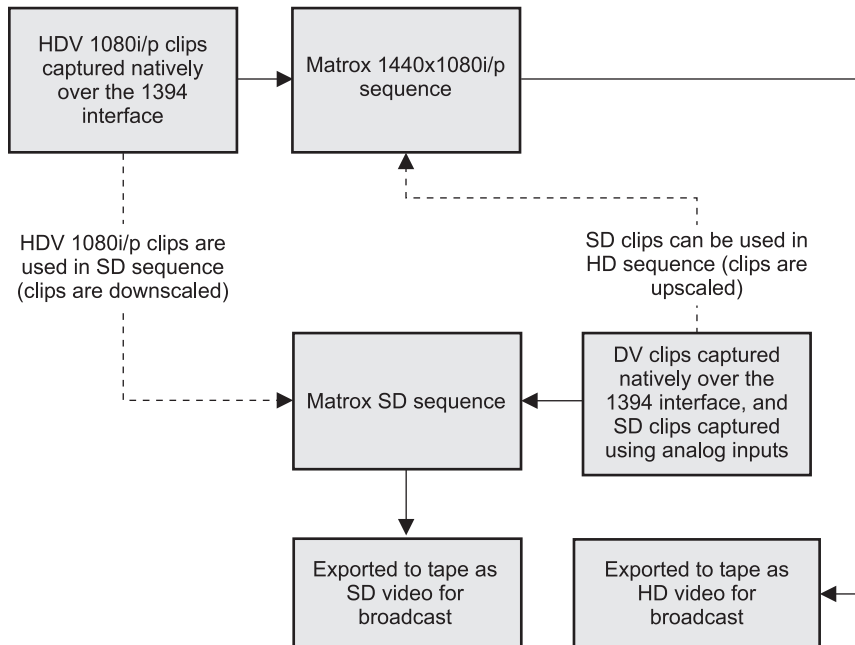 HDV 1080i/p clips
captured natively
over the 1394
interface
Matrox 1440x1080i/p
sequence
HDV 1080i/p clips are
used in SD sequence
(clips are downscaled)
SD clips can be used in
HD sequence (clips are
upscaled)
Matrox SD sequence
DV clips captured
natively over the
1394 interface, and
SD clips captured
using analog inputs
Exported to tape as
SD video for
broadcast
Exported to tape as
HD video for
broadcast